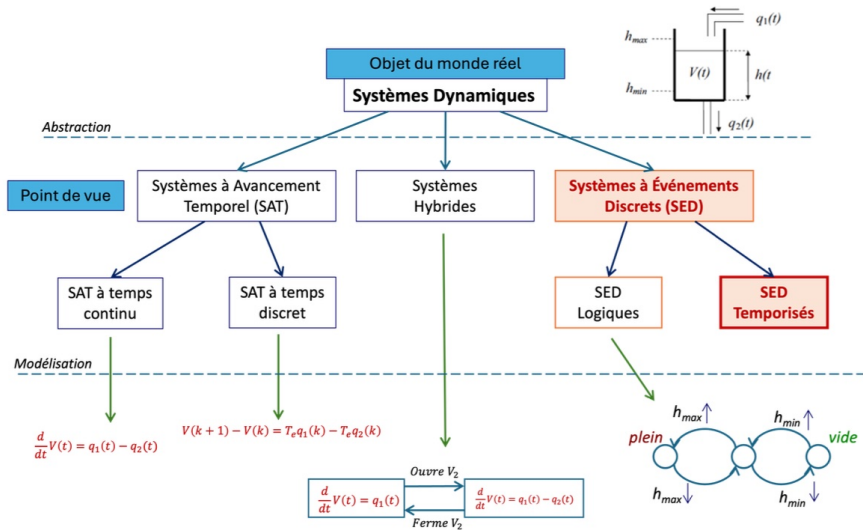 Objet du monde réel
Systèmes Dynamiques
q₁(t)
hₘₐₓ
V(t)
h(t
hₘᵢₙ
q₂(t)
Abstraction
Point de vue
Systèmes à Avancement
Temporel (SAT)
Systèmes
Hybrides
Systèmes à Événements
Discrets (SED)
SAT à temps
continu
SAT à temps
discret
SED
Logiques
SED
Temporisés
Modélisation
d/dt V(t) = q₁(t) − q₂(t)
V(k + 1) − V(k) = Tₑq₁(k) − Tₑq₂(k)
Ouvre V₂
d/dt V(t) = q₁(t)
d/dt V(t) = q₁(t) − q₂(t)
Ferme V₂
hₘₐₓ↑
hₘᵢₙ↑
plein
vide
hₘₐₓ↓
hₘᵢₙ↓